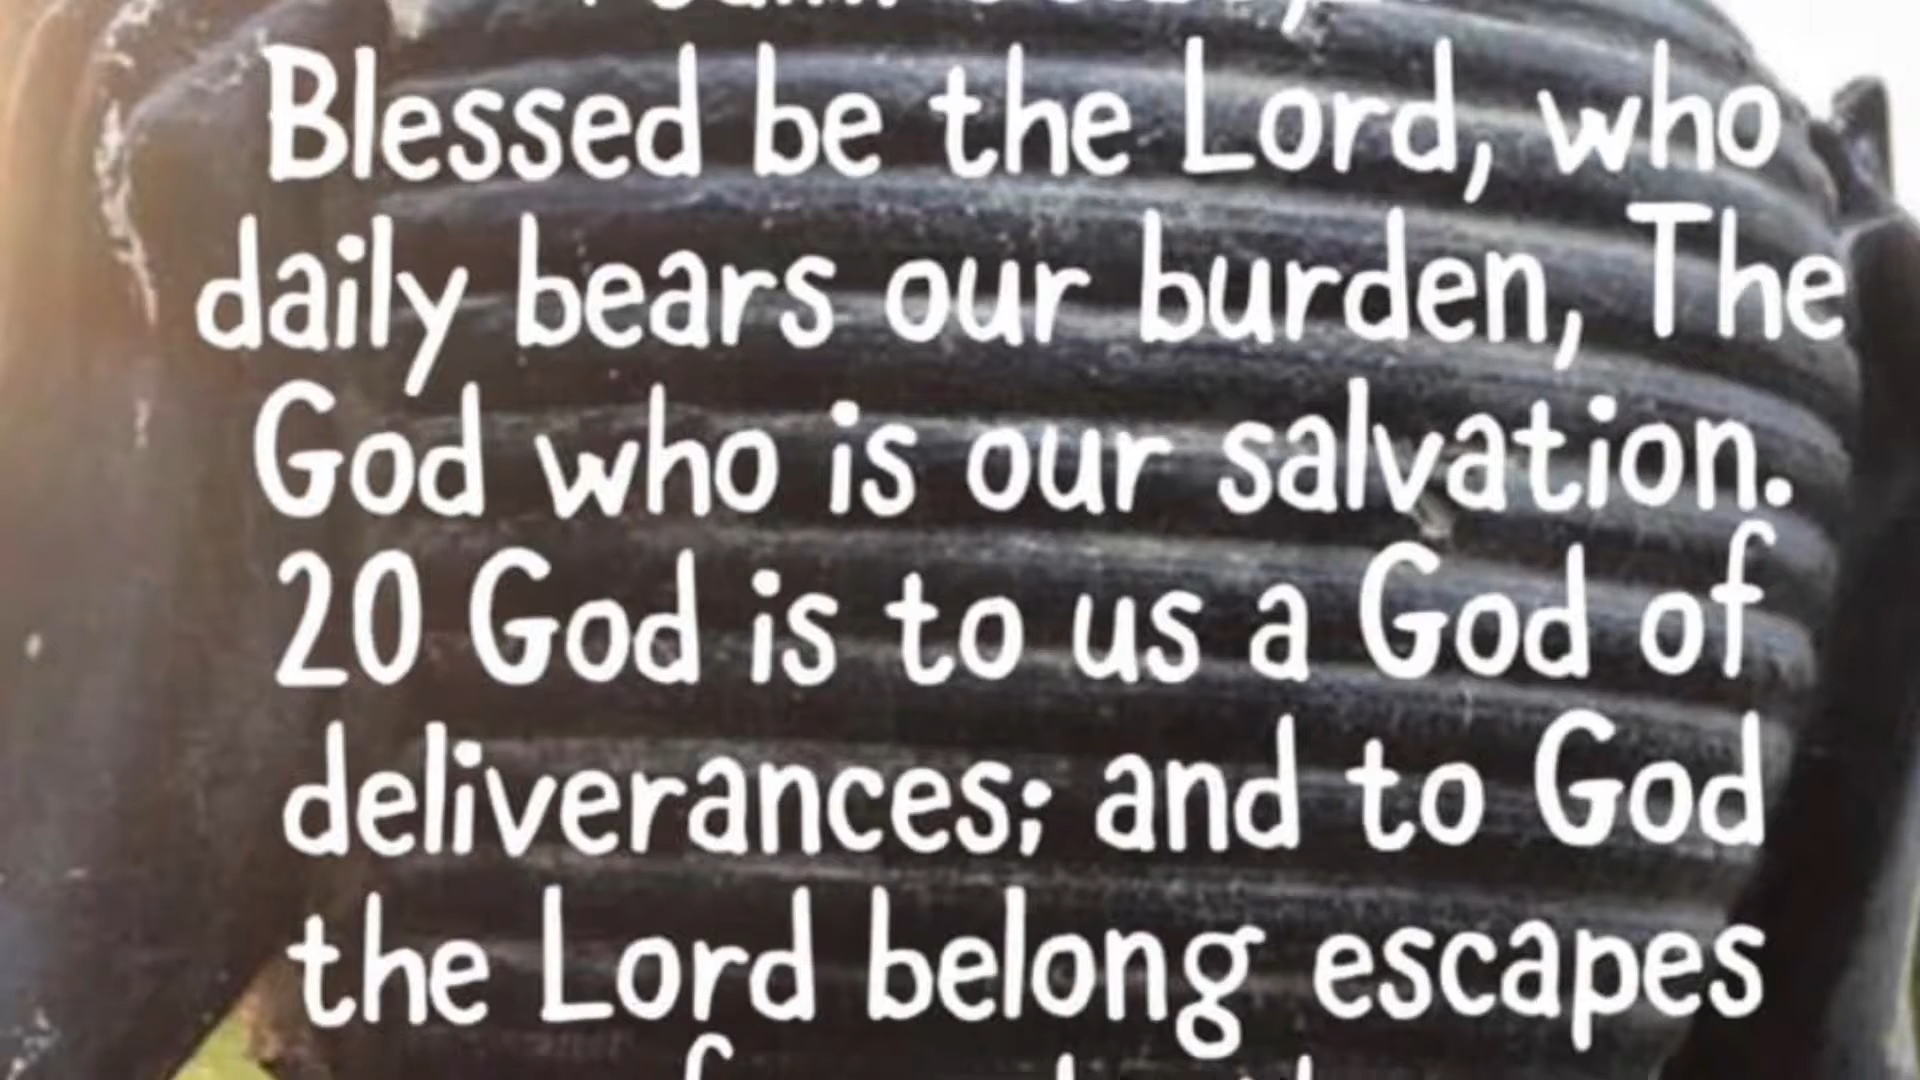 Blessed be the Lord, who
daily bears our burden, The
God who is our salvation.
20 God is to us a God of
deliverances; and to God
the Lord belong escapes